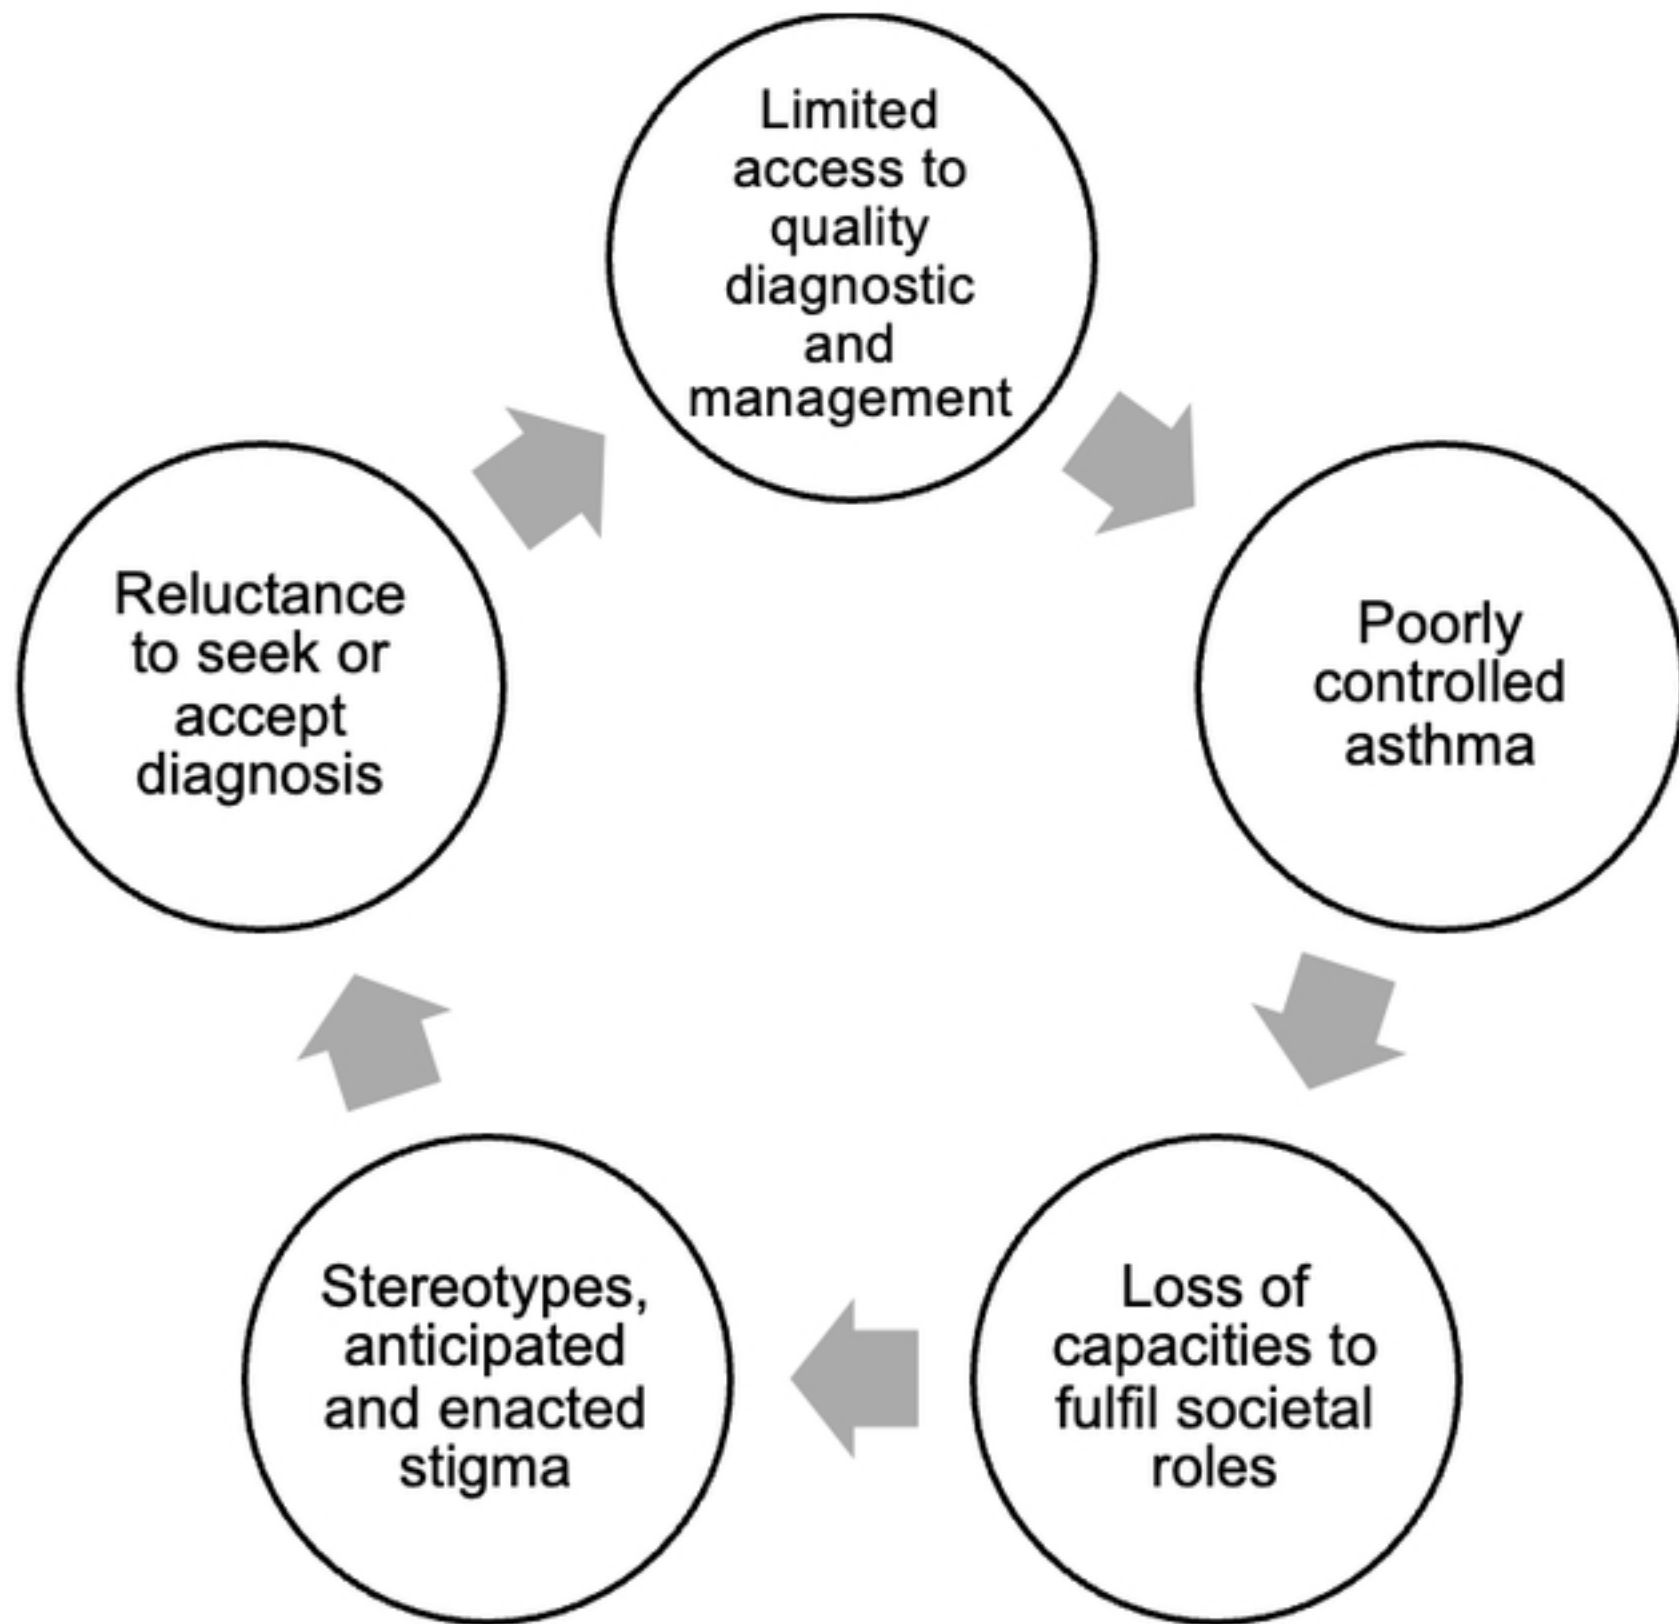 Limited
access to
quality
diagnostic
and
management
Poorly
controlled
asthma
Loss of
capacities to
fulfil societal
roles
Stereotypes,
anticipated
and enacted
stigma
Reluctance
to seek or
accept
diagnosis